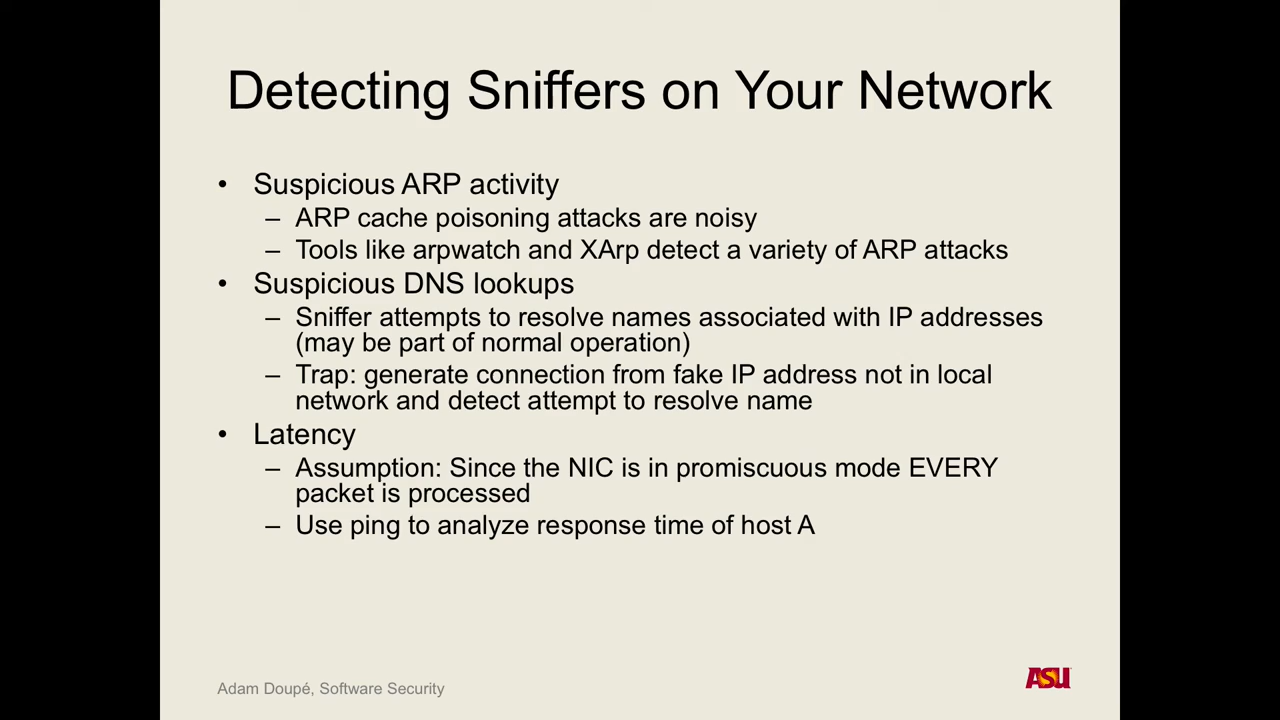 Detecting Sniffers on Your Network
• Suspicious ARP activity
– ARP cache poisoning attacks are noisy
– Tools like arpwatch and XArp detect a variety of ARP attacks
• Suspicious DNS lookups
– Sniffer attempts to resolve names associated with IP addresses
(may be part of normal operation)
– Trap: generate connection from fake IP address not in local
network and detect attempt to resolve name
• Latency
– Assumption: Since the NIC is in promiscuous mode EVERY
packet is processed
– Use ping to analyze response time of host A
Adam Doupé, Software Security
ASU